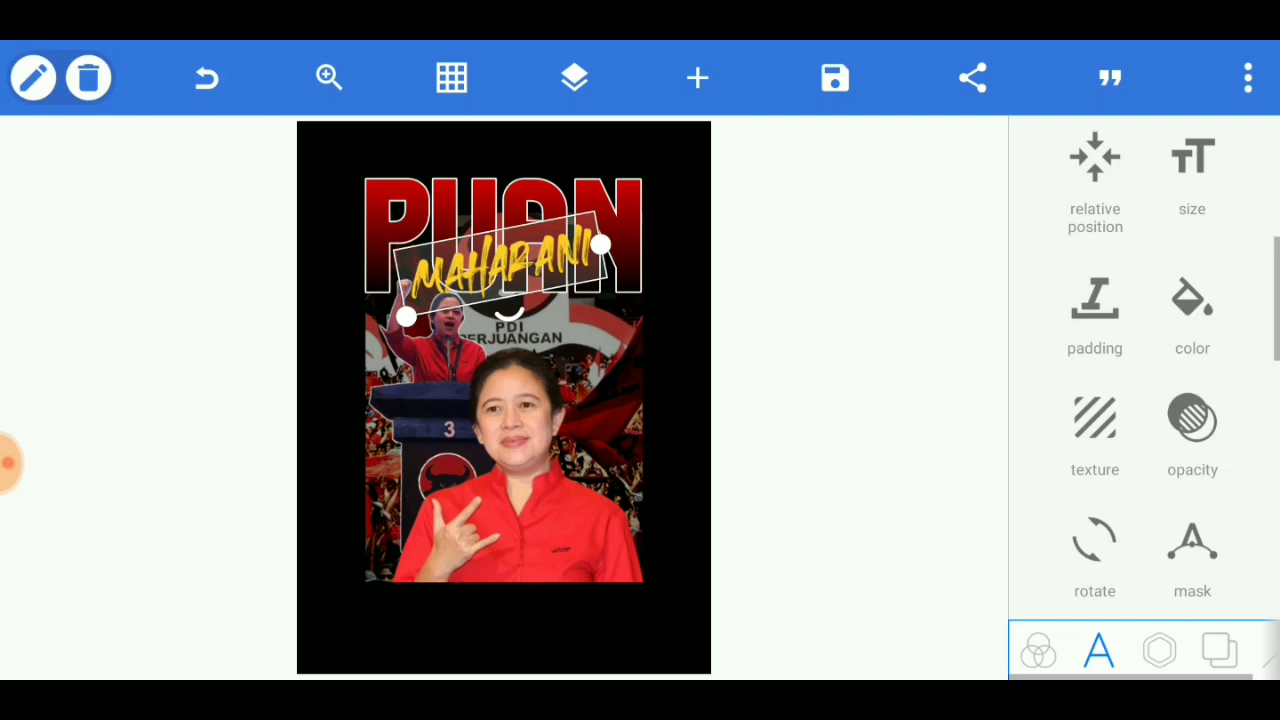 PUAN
MAHARANI
PDI
PERJUANGAN
3
relative
position
size
padding
color
texture
opacity
rotate
mask